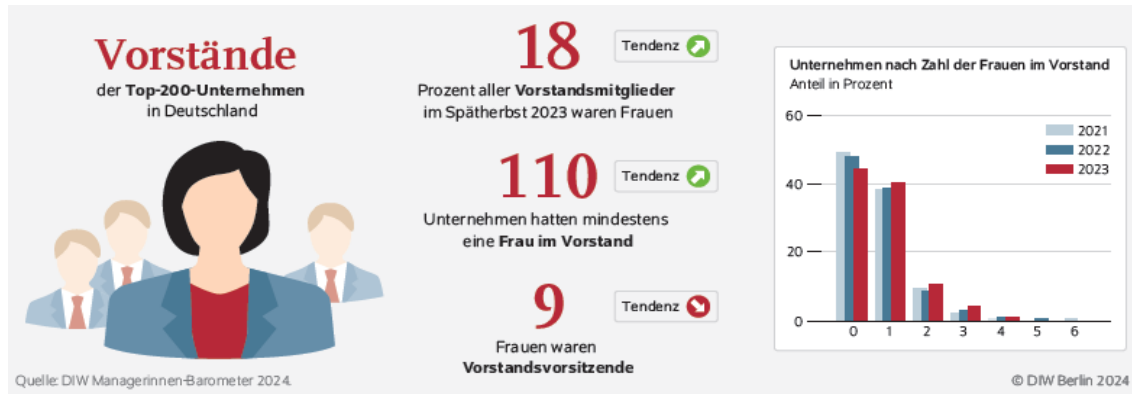 Vorstände
der Top-200-Unternehmen
in Deutschland
18
Tendenz
Prozent aller Vorstandsmitglieder
im Spätherbst 2023 waren Frauen
110
Tendenz
Unternehmen hatten mindestens
eine Frau im Vorstand
9
Tendenz
Frauen waren
Vorstandsvorsitzende
Unternehmen nach Zahl der Frauen im Vorstand
Anteil in Prozent
60
2021
2022
2023
40
20
0
0 1 2 3 4 5 6
Quelle: DIW Managerinnen-Barometer 2024.
© DIW Berlin 2024